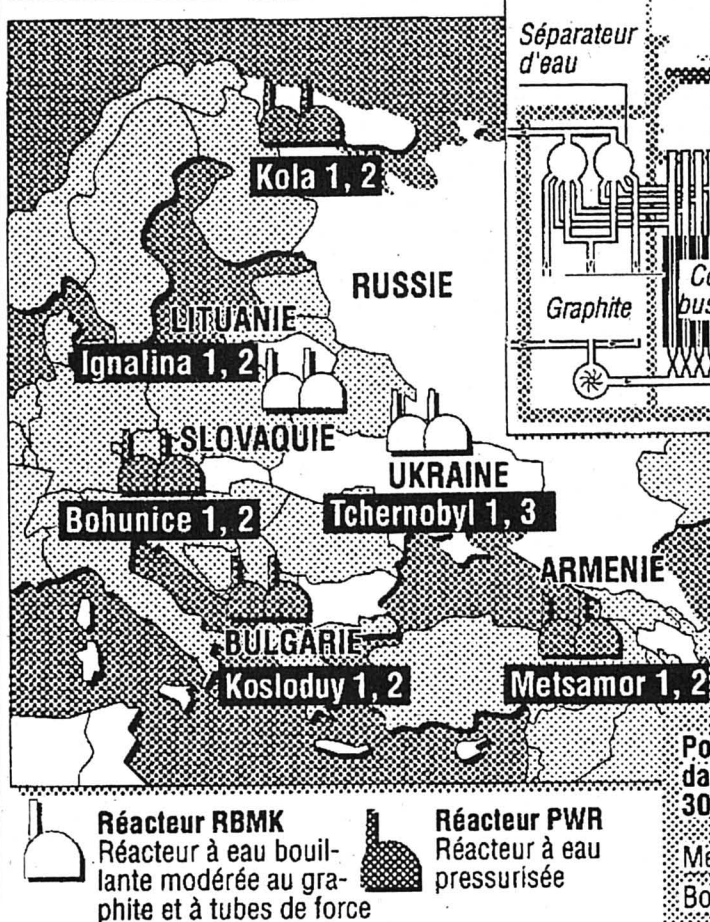 Séparateur
d'eau
Graphite
Kola 1, 2
RUSSIE
LITUANIE
Ignalina 1, 2
SLOVAQUIE
Bohunice 1, 2
UKRAINE
Tchernobyl 1, 3
ARMENIE
BULGARIE
Kosloduy 1, 2
Metsamor 1, 2
Réacteur RBMK
Réacteur à eau bouil-
lante modérée au gra-
phite et à tubes de force
Réacteur PWR
Réacteur à eau
pressurisée
30